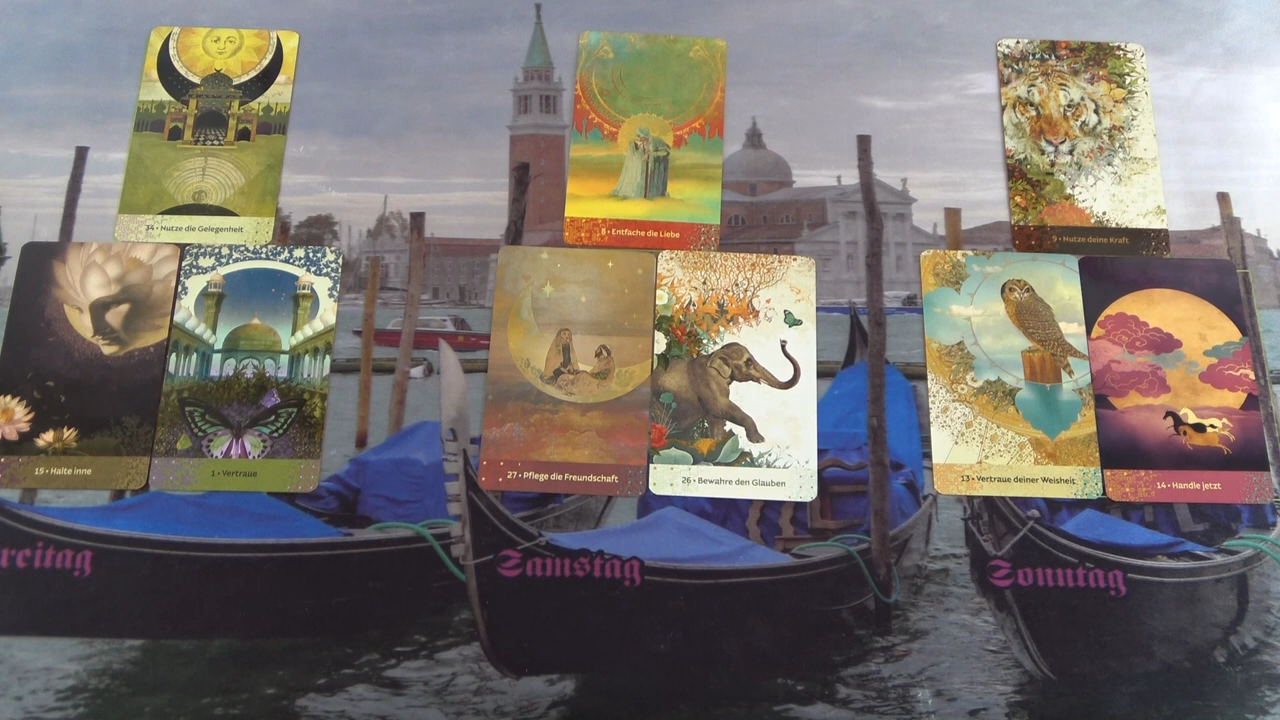 34 • Nutze die Gelegenheit
8 • Entfache die Liebe
9 • Nutze deine Kraft
15 • Halte inne
1 • Vertraue
27 • Pflege die Freundschaft
26 • Bewahre den Glauben
13 • Vertraue deiner Weisheit
14 • Handle jetzt
reitag
Samstag
Sonntag